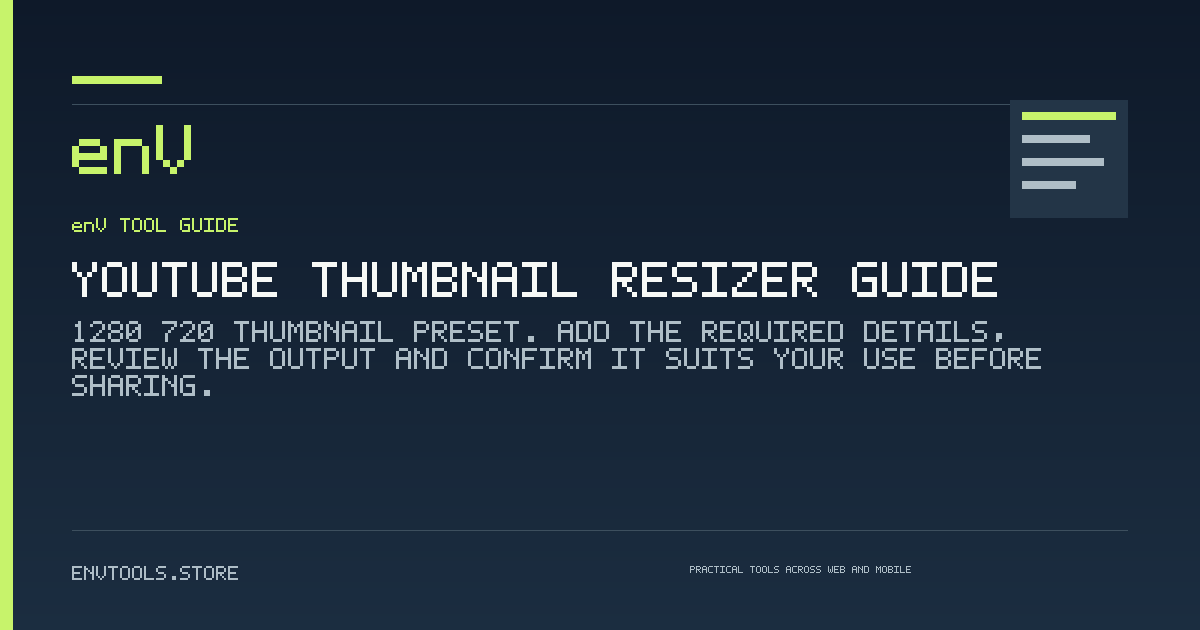 enV
enV TOOL GUIDE
YOUTUBE THUMBNAIL RESIZER GUIDE
1280 720 THUMBNAIL PRESET. ADD THE REQUIRED DETAILS,
REVIEW THE OUTPUT AND CONFIRM IT SUITS YOUR USE BEFORE
SHARING.
ENVTOOLS.STORE
PRACTICAL TOOLS ACROSS WEB AND MOBILE